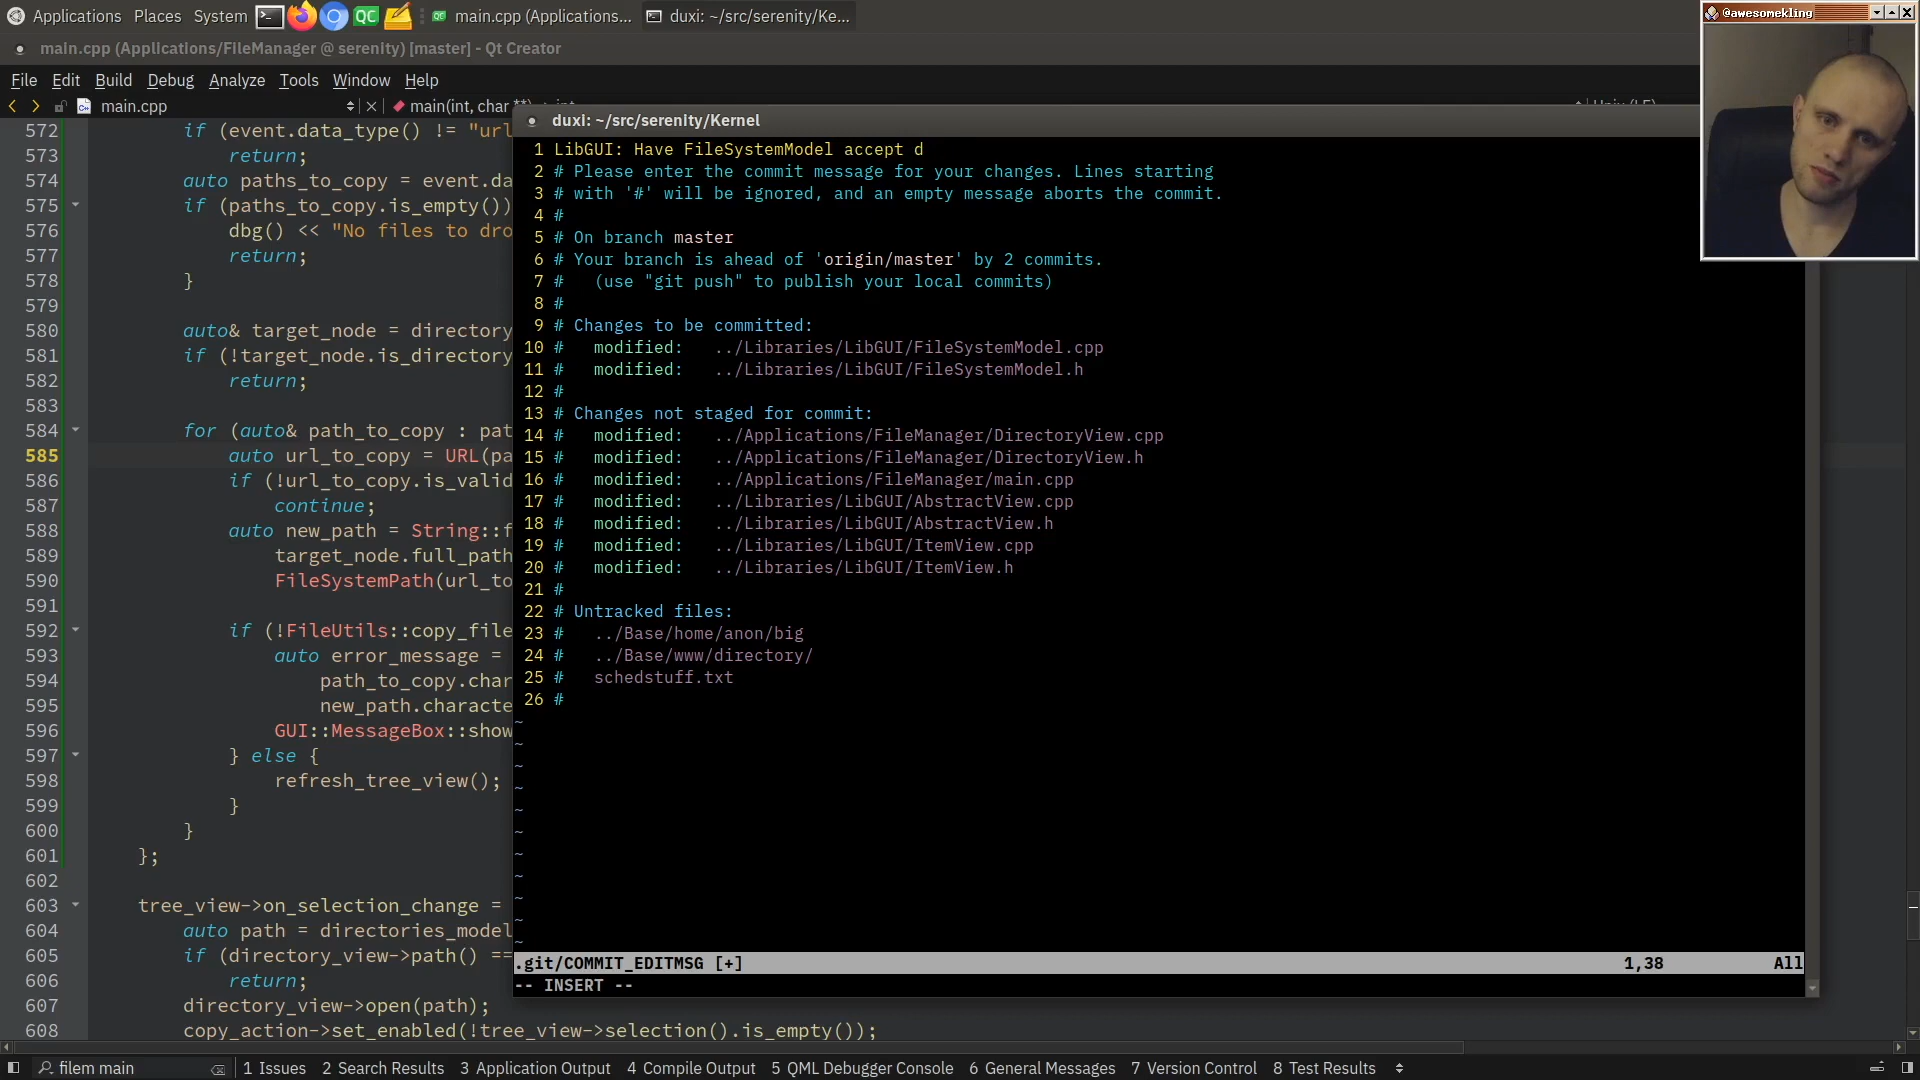 Applications Places System main.cpp (Applications... duxi: ~/src/serenity/Ke...
@awesomekling
main.cpp (Applications/FileManager @ serenity) [master] - Qt Creator
File Edit Build Debug Analyze Tools Window Help
main.cpp main(int, char
duxi: ~/src/serenity/Kernel
572 if (event.data_type() != "url
573 return;
574 auto paths_to_copy = event.da
575 if (paths_to_copy.is_empty())
576 dbg() << "No files to dro
577 return;
578 }
579
580 auto& target_node = directory
581 if (!target_node.is_directory
582 return;
583
584 for (auto& path_to_copy : pat
585 auto url_to_copy = URL(pa
586 if (!url_to_copy.is_valid
587 continue;
588 auto new_path = String::f
589 target_node.full_path
590 FileSystemPath(url_to
591
592 if (!FileUtils::copy_file
593 auto error_message =
594 path_to_copy.char
595 new_path.characte
596 GUI::MessageBox::show
597 } else {
598 refresh_tree_view();
599 }
600 }
601 };
602
603 tree_view->on_selection_change =
604 auto path = directories_model
605 if (directory_view->path() ==
606 return;
607 directory_view->open(path);
608 copy_action->set_enabled(!tree_view->selection().is_empty());
1 LibGUI: Have FileSystemModel accept d
2 # Please enter the commit message for your changes. Lines starting
3 # with '#' will be ignored, and an empty message aborts the commit.
4 #
5 # On branch master
6 # Your branch is ahead of 'origin/master' by 2 commits.
7 #   (use "git push" to publish your local commits)
8 #
9 # Changes to be committed:
10 #   modified:   ../Libraries/LibGUI/FileSystemModel.cpp
11 #   modified:   ../Libraries/LibGUI/FileSystemModel.h
12 #
13 # Changes not staged for commit:
14 #   modified:   ../Applications/FileManager/DirectoryView.cpp
15 #   modified:   ../Applications/FileManager/DirectoryView.h
16 #   modified:   ../Applications/FileManager/main.cpp
17 #   modified:   ../Libraries/LibGUI/AbstractView.cpp
18 #   modified:   ../Libraries/LibGUI/AbstractView.h
19 #   modified:   ../Libraries/LibGUI/ItemView.cpp
20 #   modified:   ../Libraries/LibGUI/ItemView.h
21 #
22 # Untracked files:
23 #   ../Base/home/anon/big
24 #   ../Base/www/directory/
25 #   schedstuff.txt
26 #
~
~
~
~
~
~
~
~
~
~
~
.git/COMMIT_EDITMSG [+] 1,38 All
-- INSERT --
filem main 1 Issues 2 Search Results 3 Application Output 4 Compile Output 5 QML Debugger Console 6 General Messages 7 Version Control 8 Test Results